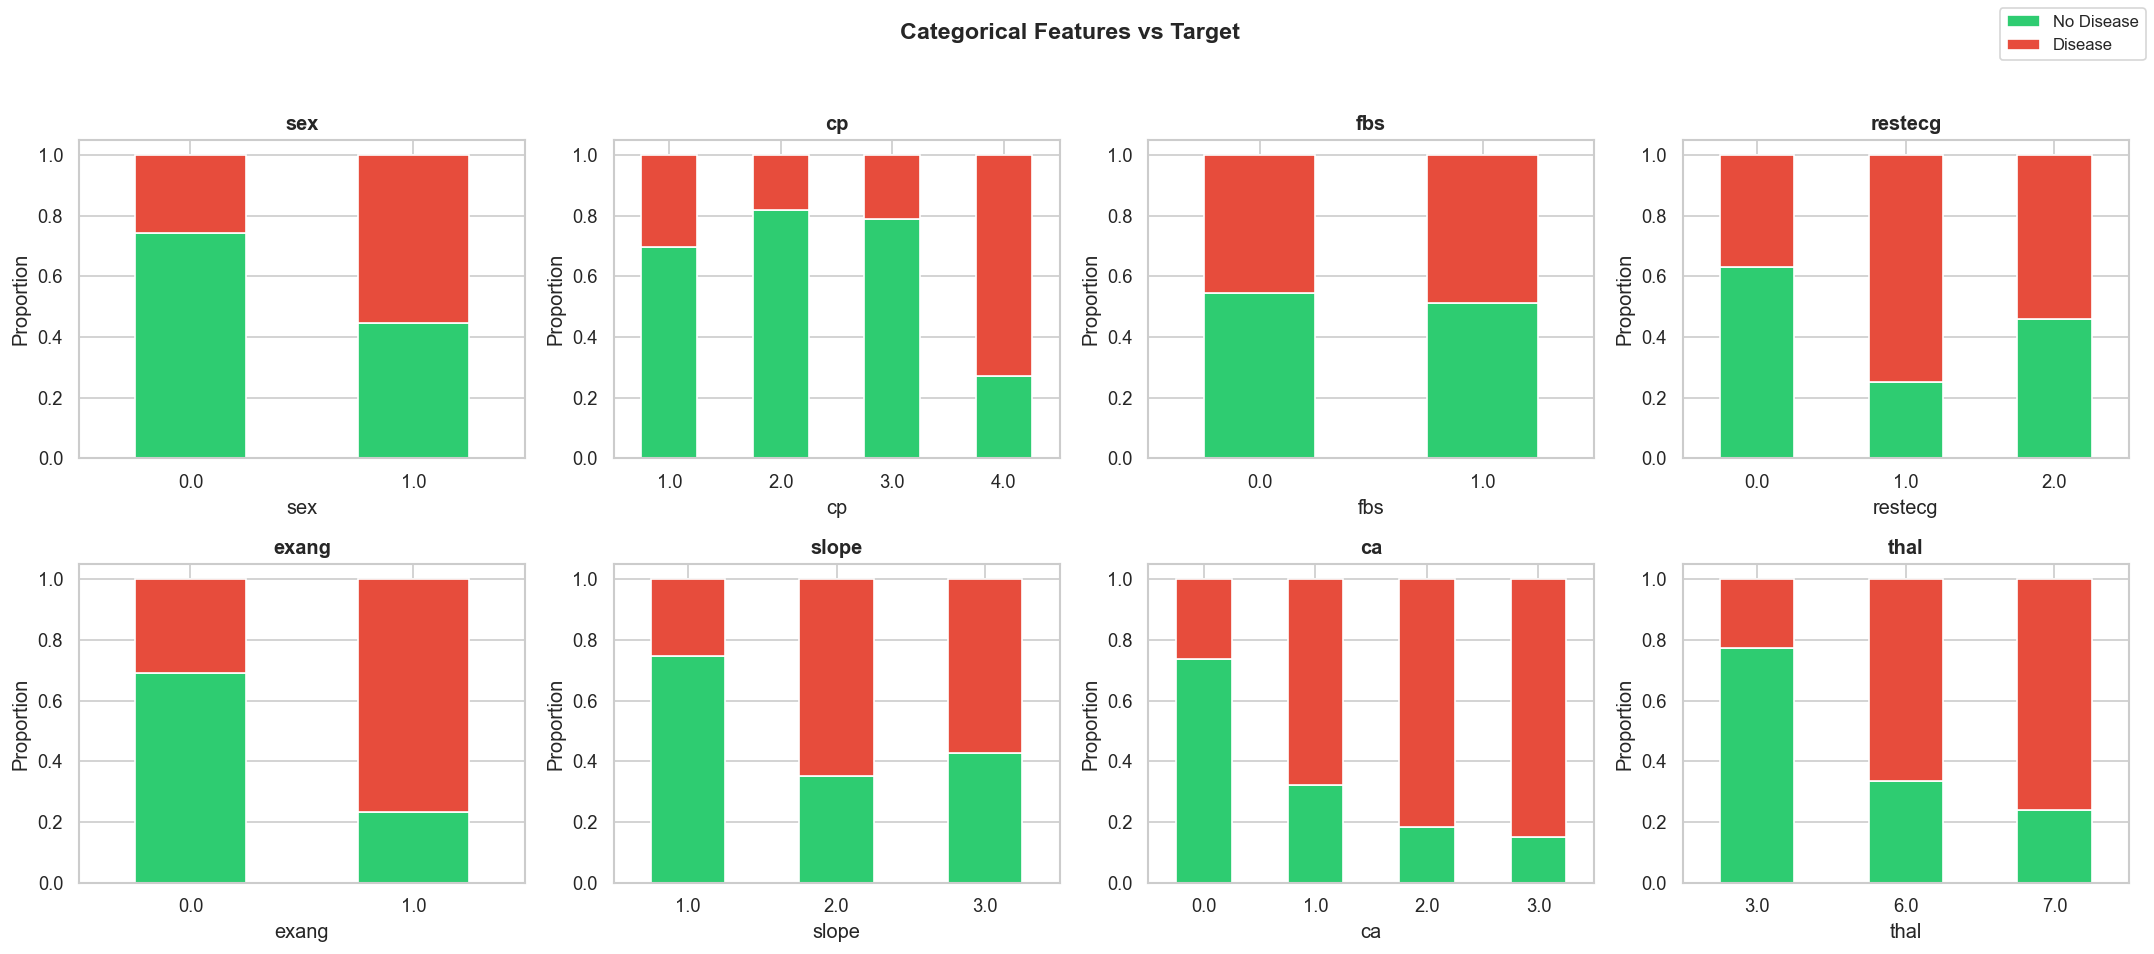 Categorical Features vs Target
No Disease
Disease
sex
1.0
0.8
0.6
0.4
0.2
0.0
Proportion
0.0 1.0
sex
cp
1.0
0.8
0.6
0.4
0.2
0.0
Proportion
1.0 2.0 3.0 4.0
cp
fbs
1.0
0.8
0.6
0.4
0.2
0.0
Proportion
0.0 1.0
fbs
restecg
1.0
0.8
0.6
0.4
0.2
0.0
Proportion
0.0 1.0 2.0
restecg
exang
1.0
0.8
0.6
0.4
0.2
0.0
Proportion
0.0 1.0
exang
slope
1.0
0.8
0.6
0.4
0.2
0.0
Proportion
1.0 2.0 3.0
slope
ca
1.0
0.8
0.6
0.4
0.2
0.0
Proportion
0.0 1.0 2.0 3.0
ca
thal
1.0
0.8
0.6
0.4
0.2
0.0
Proportion
3.0 6.0 7.0
thal